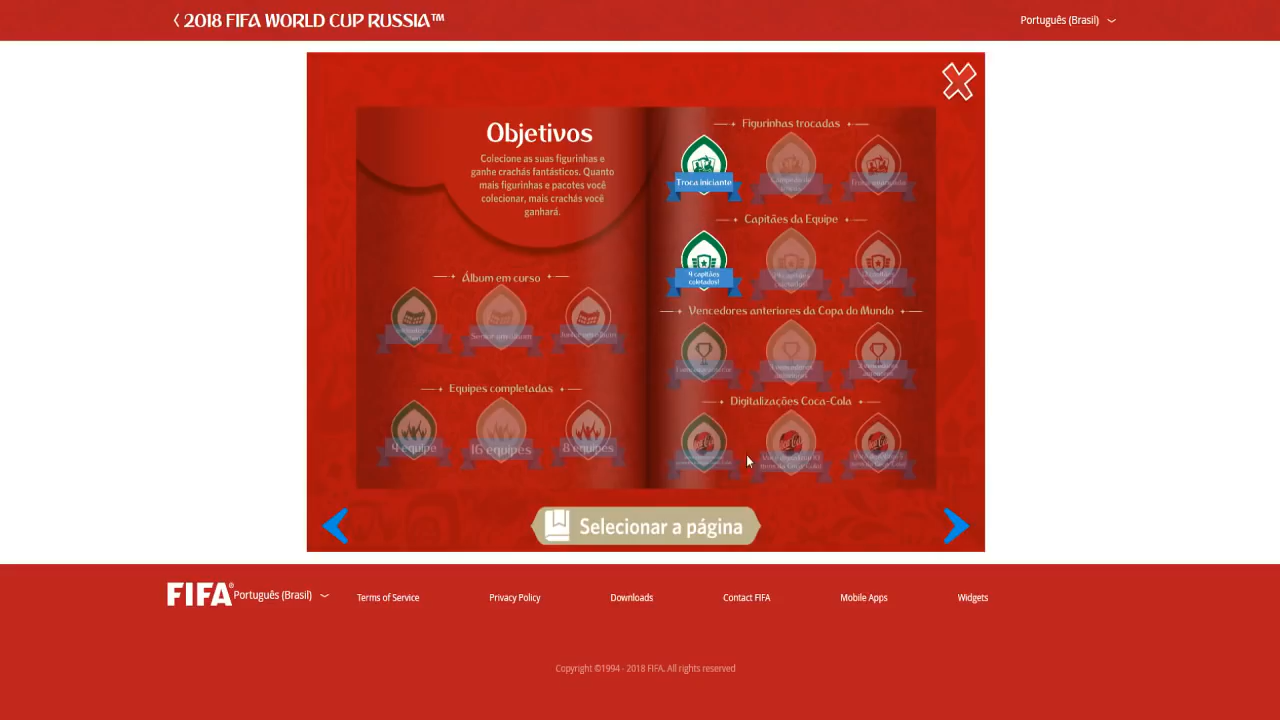 2018 FIFA WORLD CUP RUSSIA™
Português (Brasil)
Objetivos
Colecione as suas figurinhas e
ganhe crachás fantásticos. Quanto
mais figurinhas e pacotes você
colecionar, mais crachás você
ganhará.
Álbum em curso
Equipes completadas
4 equipe
16 equipes
8 equipes
Figurinhas trocadas
Troca iniciante
Capitães da Equipe
4 capitães
coletados!
Vencedores anteriores da Copa do Mundo
Digitalizações Coca-Cola
Selecionar a página
FIFA®
Português (Brasil)
Terms of Service
Privacy Policy
Downloads
Contact FIFA
Mobile Apps
Widgets
Copyright ©1994 - 2018 FIFA. All rights reserved